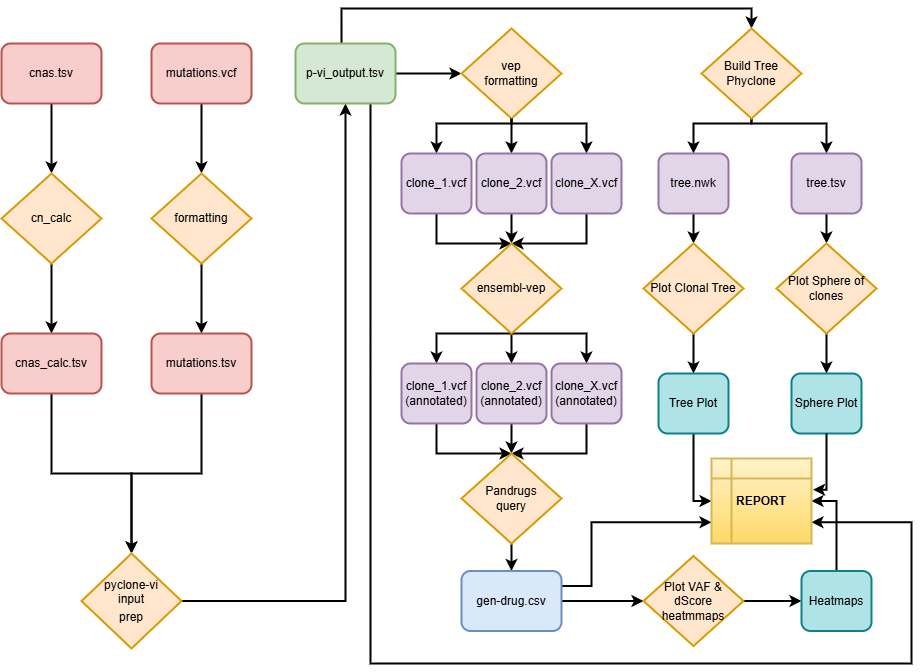 cnas.tsv
mutations.vcf
p-vi_output.tsv
vep
formatting
Build Tree
Phyclone
cn_calc
formatting
clone_1.vcf
clone_2.vcf
clone_X.vcf
tree.nwk
tree.tsv
ensembl-vep
Plot Clonal Tree
Plot Sphere of
clones
cnas_calc.tsv
mutations.tsv
clone_1.vcf
(annotated)
clone_2.vcf
(annotated)
clone_X.vcf
(annotated)
Tree Plot
Sphere Plot
Pandrugs
query
REPORT
pyclone-vi
input
prep
gen-drug.csv
Plot VAF &
dScore
heatmmaps
Heatmaps